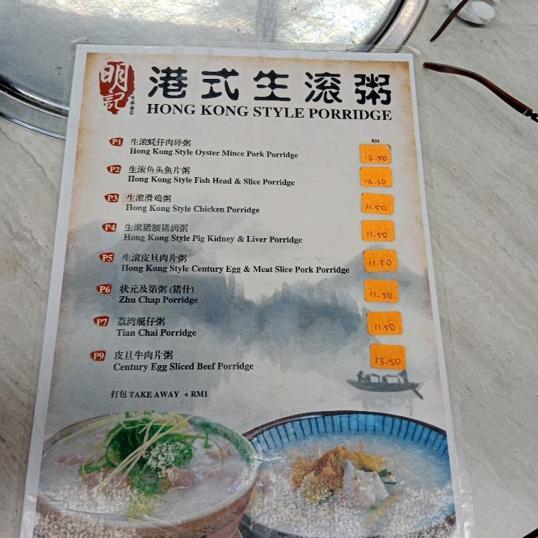 明記
港式生滚粥
HONG KONG STYLE PORRIDGE
RM
P1 生滚蚝仔肉碎粥
Hong Kong Style Oyster Mince Pork Porridge 13.50
P2 生滚鱼头鱼片粥
Hong Kong Style Fish Head & Slice Porridge 13.50
P3 生滚滑鸡粥
Hong Kong Style Chicken Porridge 11.50
P4 生滚猪腰猪润粥
Hong Kong Style Pig Kidney & Liver Porridge 11.50
P5 生滚皮旦肉片粥
Hong Kong Style Century Egg & Meat Slice Pork Porridge 11.50
P6 状元及第粥 (猪什)
Zhu Chap Porridge 11.50
P7 荔湾艇仔粥
Tian Chai Porridge 11.50
P9 皮旦牛肉片粥
Century Egg Sliced Beef Porridge 13.50
打包 TAKE AWAY + RM1